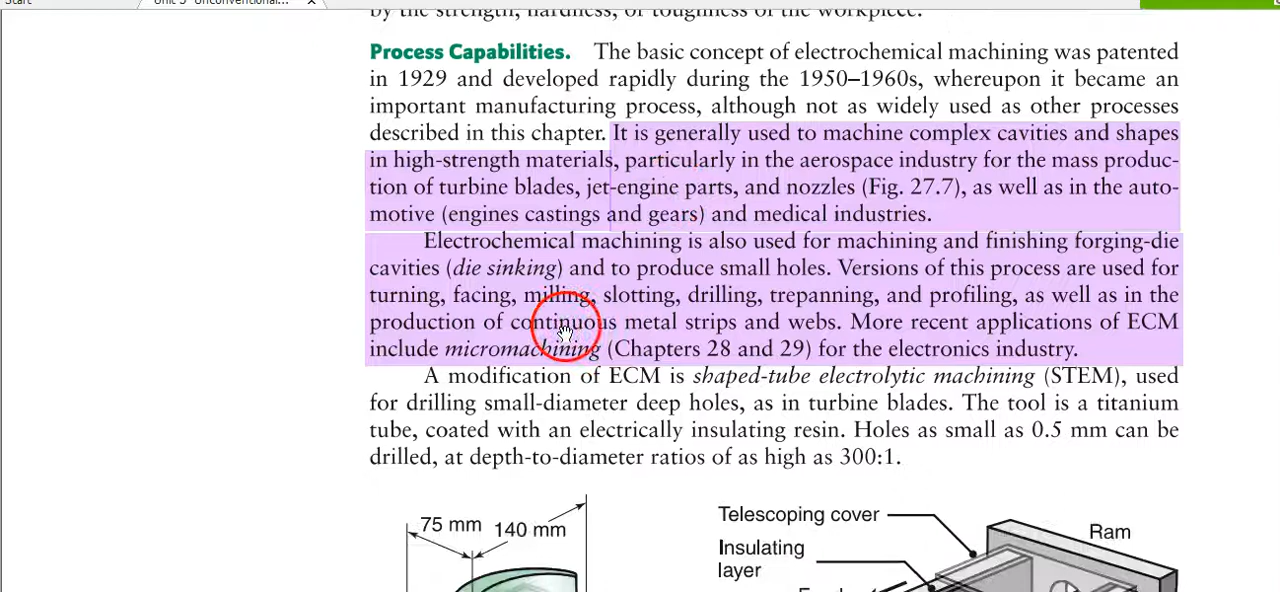 Start
Unit 5- Unconventional...
by the strength, hardness, or toughness of the workpiece.
Process Capabilities. The basic concept of electrochemical machining was patented
in 1929 and developed rapidly during the 1950–1960s, whereupon it became an
important manufacturing process, although not as widely used as other processes
described in this chapter. It is generally used to machine complex cavities and shapes
in high-strength materials, particularly in the aerospace industry for the mass produc-
tion of turbine blades, jet-engine parts, and nozzles (Fig. 27.7), as well as in the auto-
motive (engines castings and gears) and medical industries.
Electrochemical machining is also used for machining and finishing forging-die
cavities (die sinking) and to produce small holes. Versions of this process are used for
turning, facing, milling, slotting, drilling, trepanning, and profiling, as well as in the
production of continuous metal strips and webs. More recent applications of ECM
include micromachining (Chapters 28 and 29) for the electronics industry.
A modification of ECM is shaped-tube electrolytic machining (STEM), used
for drilling small-diameter deep holes, as in turbine blades. The tool is a titanium
tube, coated with an electrically insulating resin. Holes as small as 0.5 mm can be
drilled, at depth-to-diameter ratios of as high as 300:1.
75 mm
140 mm
Telescoping cover
Ram
Insulating
layer